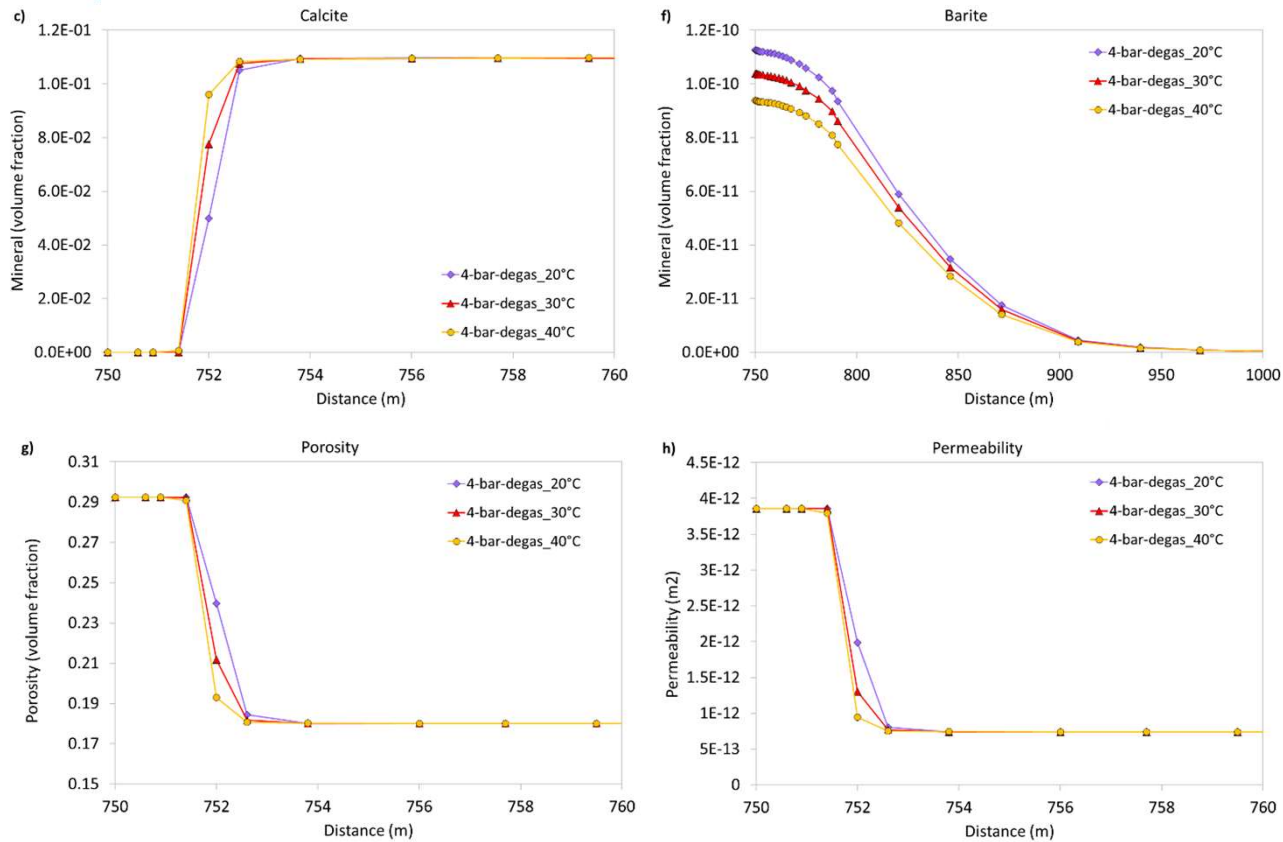 c)
Calcite
1.2E-01
1.0E-01
8.0E-02
6.0E-02
4.0E-02
2.0E-02
0.0E+00
Mineral (volume fraction)
4-bar-degas_20°C
4-bar-degas_30°C
4-bar-degas_40°C
750 752 754 756 758 760
Distance (m)
f)
Barite
1.2E-10
1.0E-10
8.0E-11
6.0E-11
4.0E-11
2.0E-11
0.0E+00
Mineral (volume fraction)
4-bar-degas_20°C
4-bar-degas_30°C
4-bar-degas_40°C
750 800 850 900 950 1000
Distance (m)
g)
Porosity
0.31
0.29
0.27
0.25
0.23
0.21
0.19
0.17
0.15
Porosity (volume fraction)
4-bar-degas_20°C
4-bar-degas_30°C
4-bar-degas_40°C
750 752 754 756 758 760
Distance (m)
h)
Permeability
4.5E-12
4E-12
3.5E-12
3E-12
2.5E-12
2E-12
1.5E-12
1E-12
5E-13
0
Permeability (m2)
4-bar-degas_20°C
4-bar-degas_30°C
4-bar-degas_40°C
750 752 754 756 758 760
Distance (m)